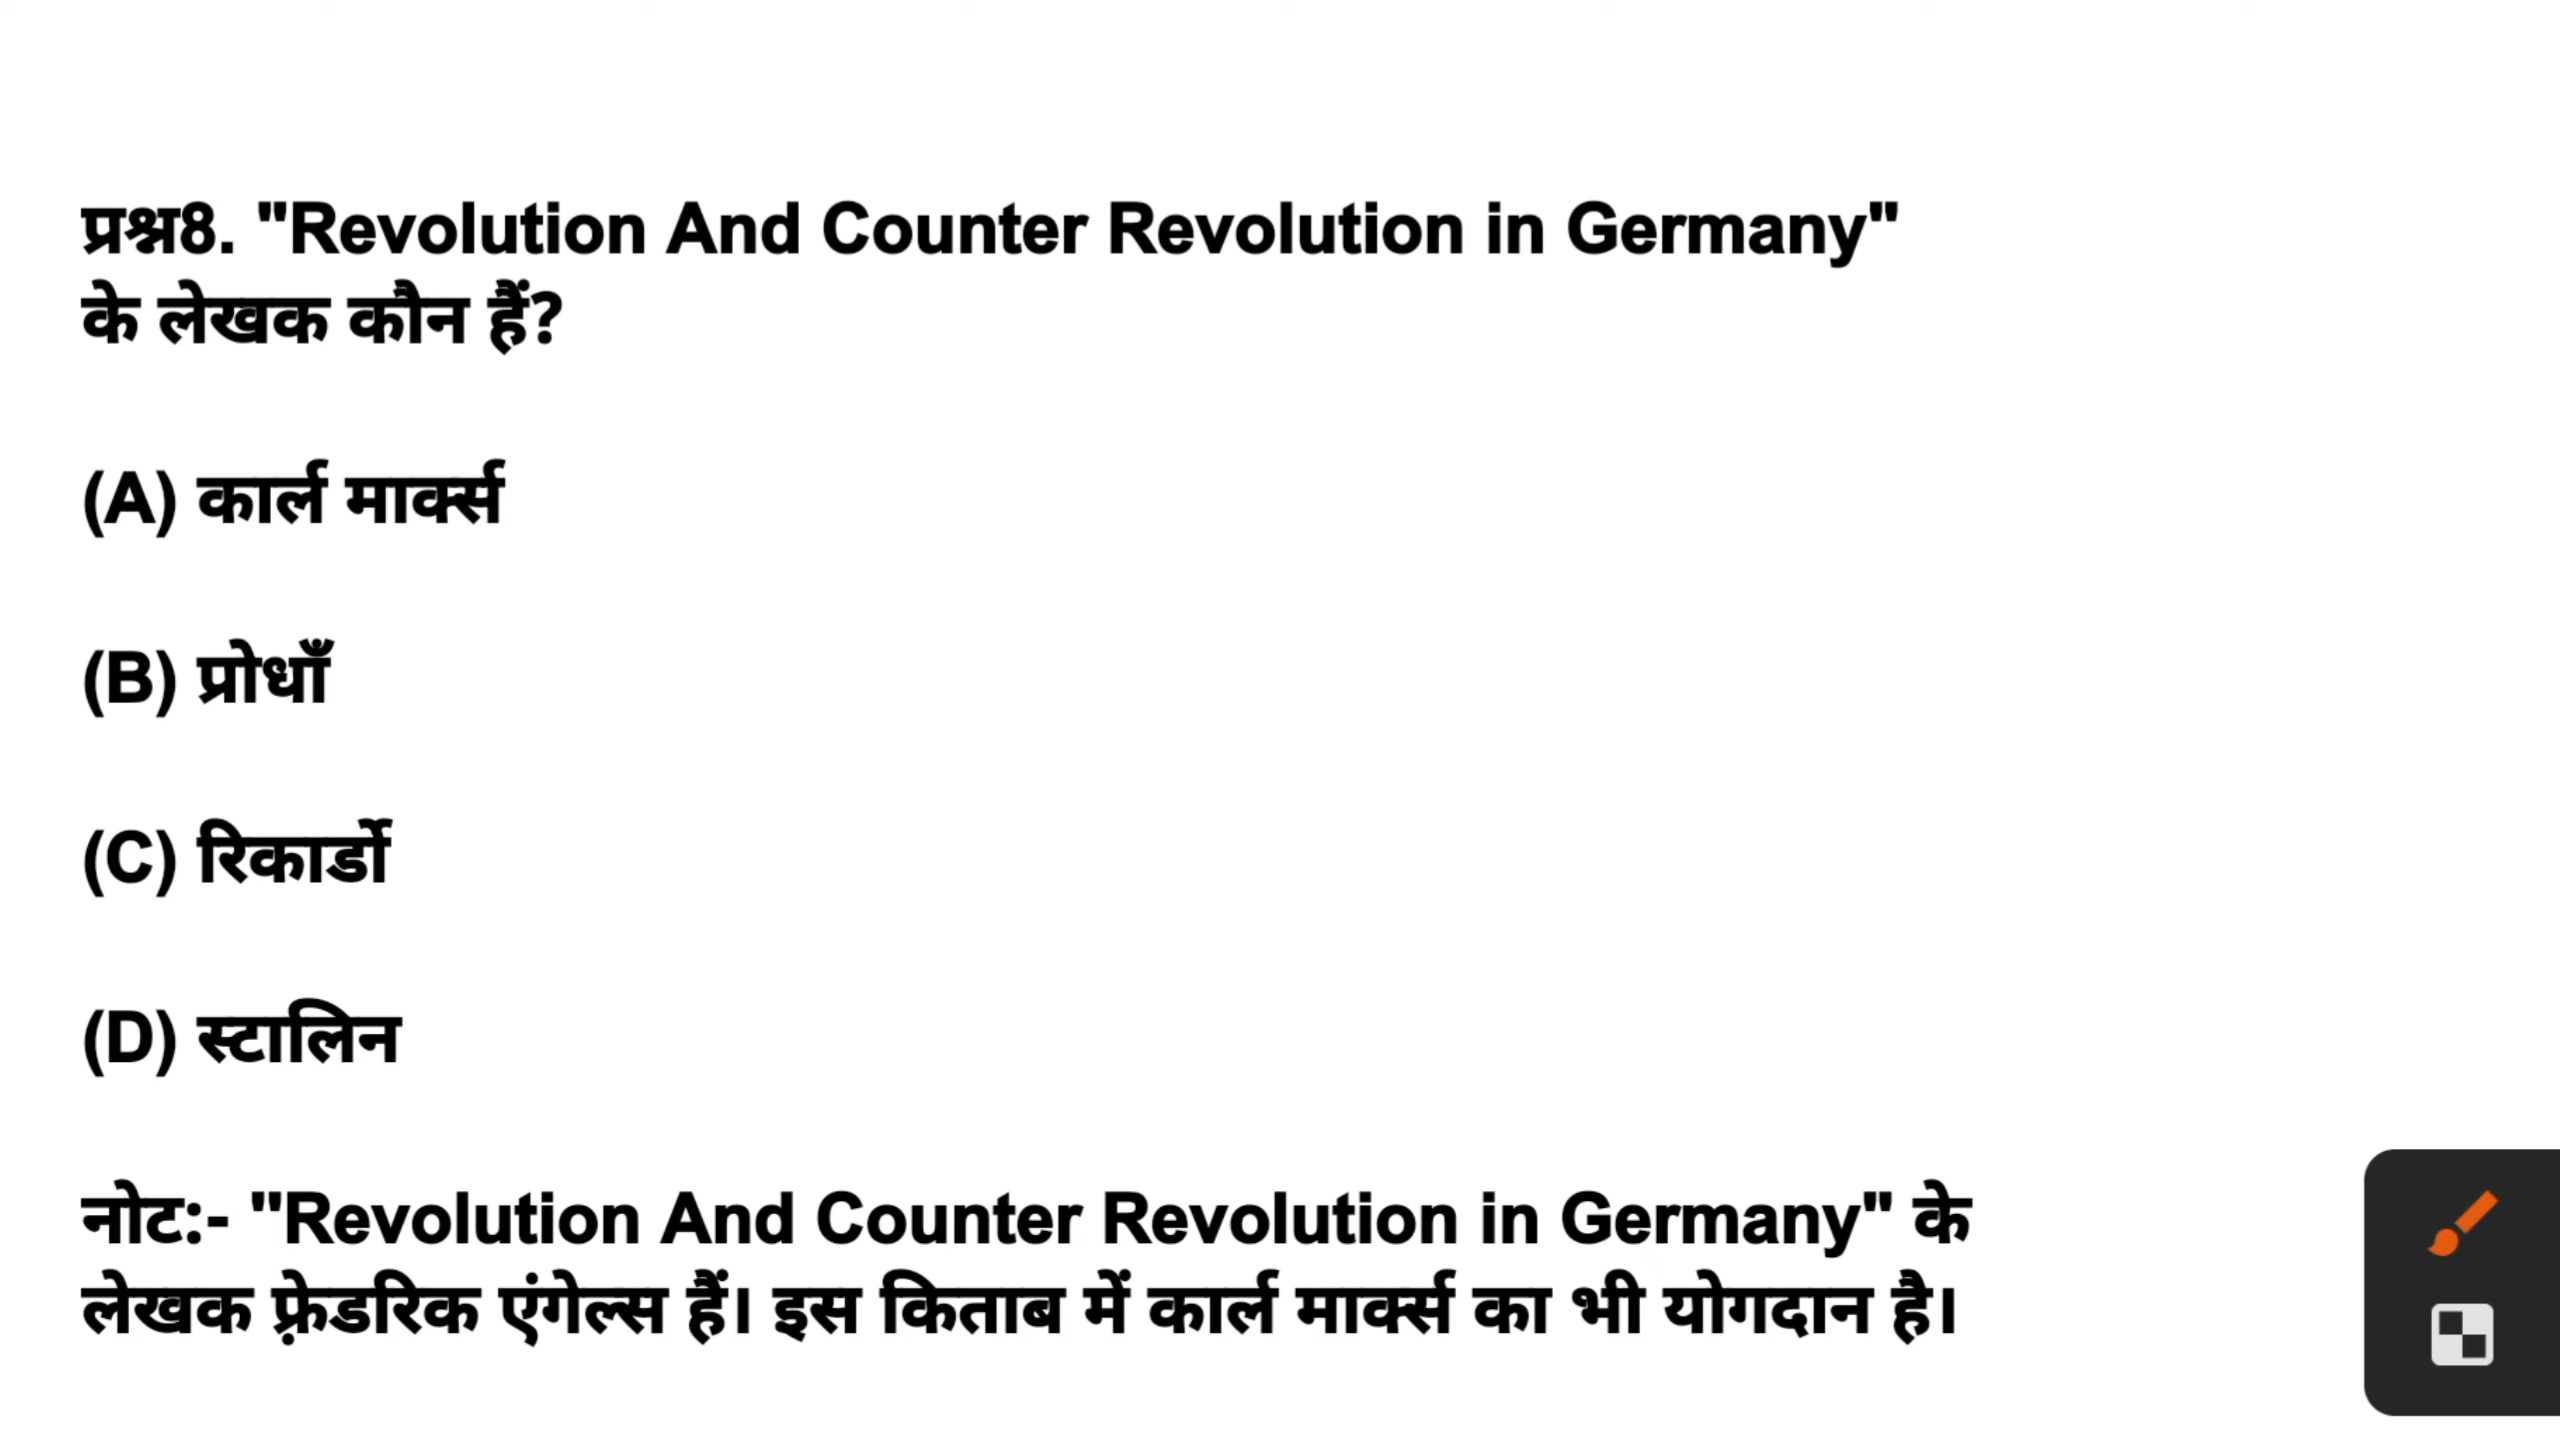 प्रश्न8. "Revolution And Counter Revolution in Germany"
के लेखक कौन हैं?
(A) कार्ल मार्क्स
(B) प्रोधाँ
(C) रिकार्डो
(D) स्टालिन
नोट:- "Revolution And Counter Revolution in Germany" के
लेखक फ़्रेडरिक एंगेल्स हैं। इस किताब में कार्ल मार्क्स का भी योगदान है।